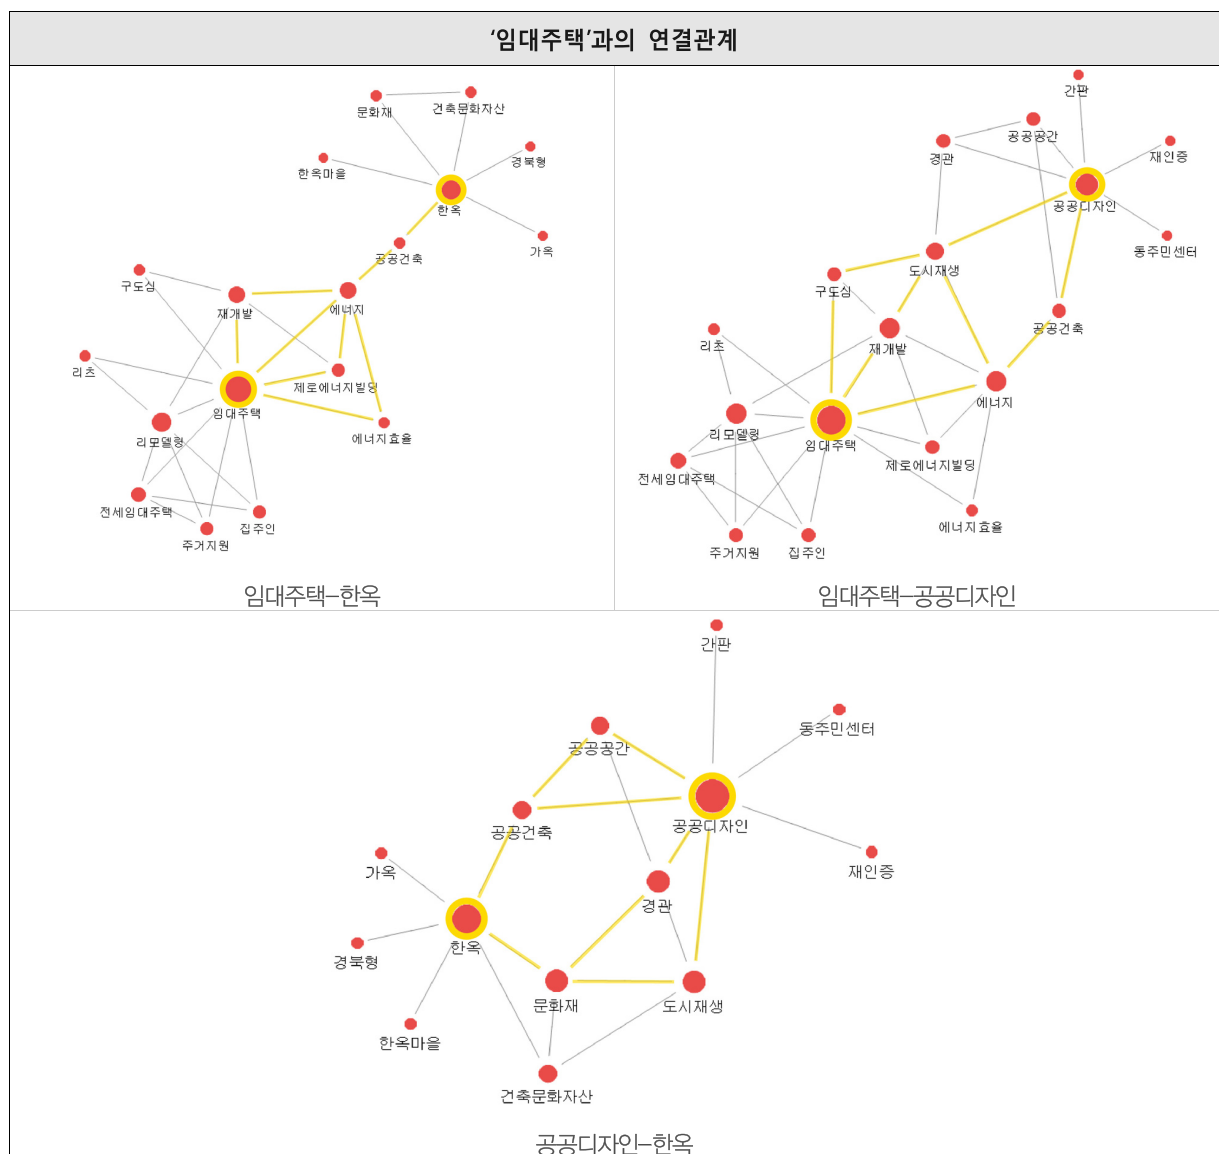 ‘임대주택’과의 연결관계
문화재
건축문화자산
한옥마을
경북형
한옥
가옥
공공건축
구도심
재개발
에너지
리츠
제로에너지빌딩
임대주택
에너지효율
리모델링
전세임대주택
집주인
주거지원
임대주택–한옥
간판
공공공간
경관
재인증
공공디자인
동주민센터
도시재생
구도심
공공건축
리츠
재개발
에너지
리모델링
임대주택
제로에너지빌딩
전세임대주택
에너지효율
주거지원
집주인
임대주택–공공디자인
간판
동주민센터
공공공간
공공디자인
공공건축
가옥
재인증
경관
한옥
경북형
문화재
도시재생
한옥마을
건축문화자산
공공디자인–한옥